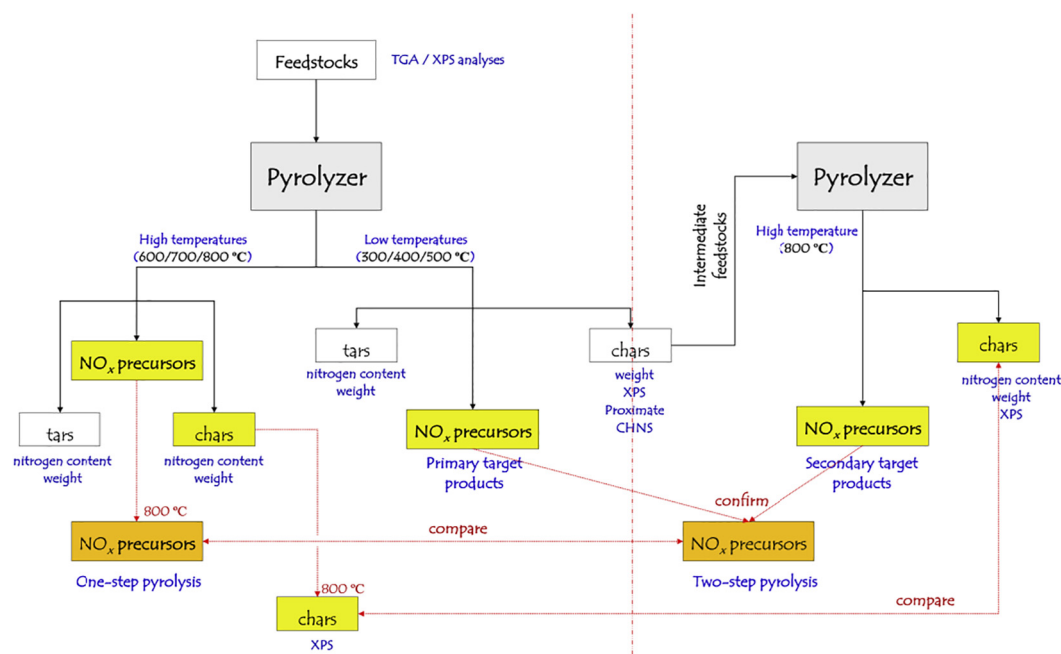 Feedstocks
TGA / XPS analyses
Pyrolyzer
Pyrolyzer
High temperatures
(600/700/800 ℃)
Low temperatures
(300/400/500 ℃)
Intermediate
feedstocks
High temperature
(800 ℃)
NOx precursors
tars
nitrogen content
weight
chars
weight
XPS
Proximate
CHNS
chars
nitrogen content
weight
XPS
tars
nitrogen content
weight
chars
nitrogen content
weight
NOx precursors
Primary target
products
NOx precursors
Secondary target
products
confirm
800 ℃
NOx precursors
One-step pyrolysis
compare
NOx precursors
Two-step pyrolysis
800 ℃
chars
XPS
compare